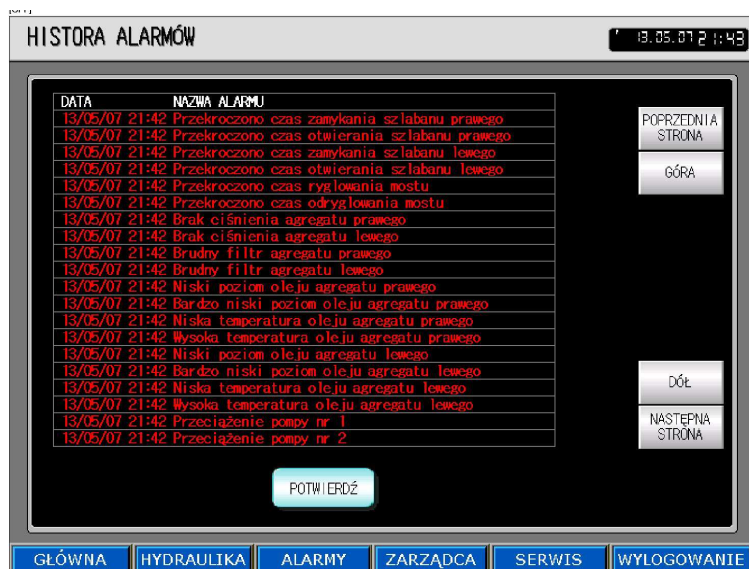 HISTORA ALARMÓW
13.05.07 21:43
DATA NAZWA ALARMU
13/05/07 21:42 Przekroczono czas zamykania szlabanu prawego
13/05/07 21:42 Przekroczono czas otwierania szlabanu prawego
13/05/07 21:42 Przekroczono czas zamykania szlabanu lewego
13/05/07 21:42 Przekroczono czas otwierania szlabanu lewego
13/05/07 21:42 Przekroczono czas ryglowania mostu
13/05/07 21:42 Przekroczono czas odryglowania mostu
13/05/07 21:42 Brak ciśnienia agregatu prawego
13/05/07 21:42 Brak ciśnienia agregatu lewego
13/05/07 21:42 Brudny filtr agregatu prawego
13/05/07 21:42 Brudny filtr agregatu lewego
13/05/07 21:42 Niski poziom oleju agregatu prawego
13/05/07 21:42 Bardzo niski poziom oleju agregatu prawego
13/05/07 21:42 Niska temperatura oleju agregatu prawego
13/05/07 21:42 Wysoka temperatura oleju agregatu prawego
13/05/07 21:42 Niski poziom oleju agregatu lewego
13/05/07 21:42 Bardzo niski poziom oleju agregatu lewego
13/05/07 21:42 Niska temperatura oleju agregatu lewego
13/05/07 21:42 Wysoka temperatura oleju agregatu lewego
13/05/07 21:42 Przeciążenie pompy nr 1
13/05/07 21:42 Przeciążenie pompy nr 2
POPRZEDNIA
STRONA
GÓRA
DÓŁ
NASTĘPNA
STRONA
POTWIERDŹ
GŁÓWNA HYDRAULIKA ALARMY ZARZĄDCA SERWIS WYLOGOWANIE